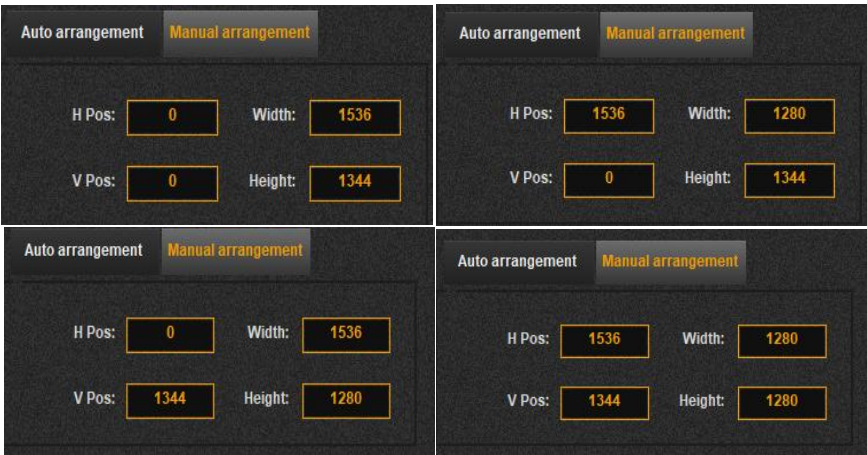 Auto arrangement Manual arrangement
H Pos: 0 Width: 1536
V Pos: 0 Height: 1344
Auto arrangement Manual arrangement
H Pos: 1536 Width: 1280
V Pos: 0 Height: 1344
Auto arrangement Manual arrangement
H Pos: 0 Width: 1536
V Pos: 1344 Height: 1280
Auto arrangement Manual arrangement
H Pos: 1536 Width: 1280
V Pos: 1344 Height: 1280